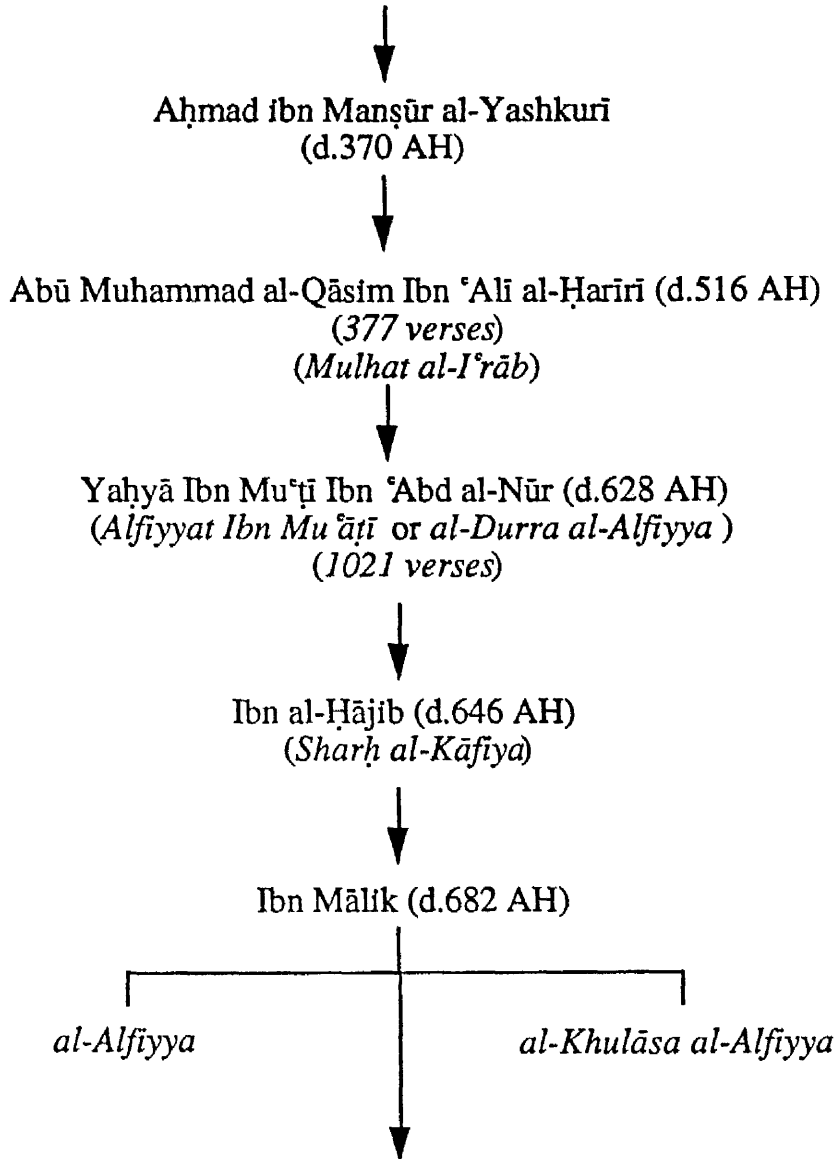 Aḥmad ibn Manṣūr al-Yashkurī
(d.370 AH)
Abū Muhammad al-Qāsim Ibn ʿAlī al-Ḥarīrī (d.516 AH)
(377 verses)
(Mulhat al-Iʿrāb)
Yaḥyā Ibn Muʿṭī Ibn ʿAbd al-Nūr (d.628 AH)
(Alfiyyat Ibn Muʿāṭī or al-Durra al-Alfiyya )
(1021 verses)
Ibn al-Ḥājib (d.646 AH)
(Sharḥ al-Kāfiya)
Ibn Mālik (d.682 AH)
al-Alfiyya al-Khulāsa al-Alfiyya